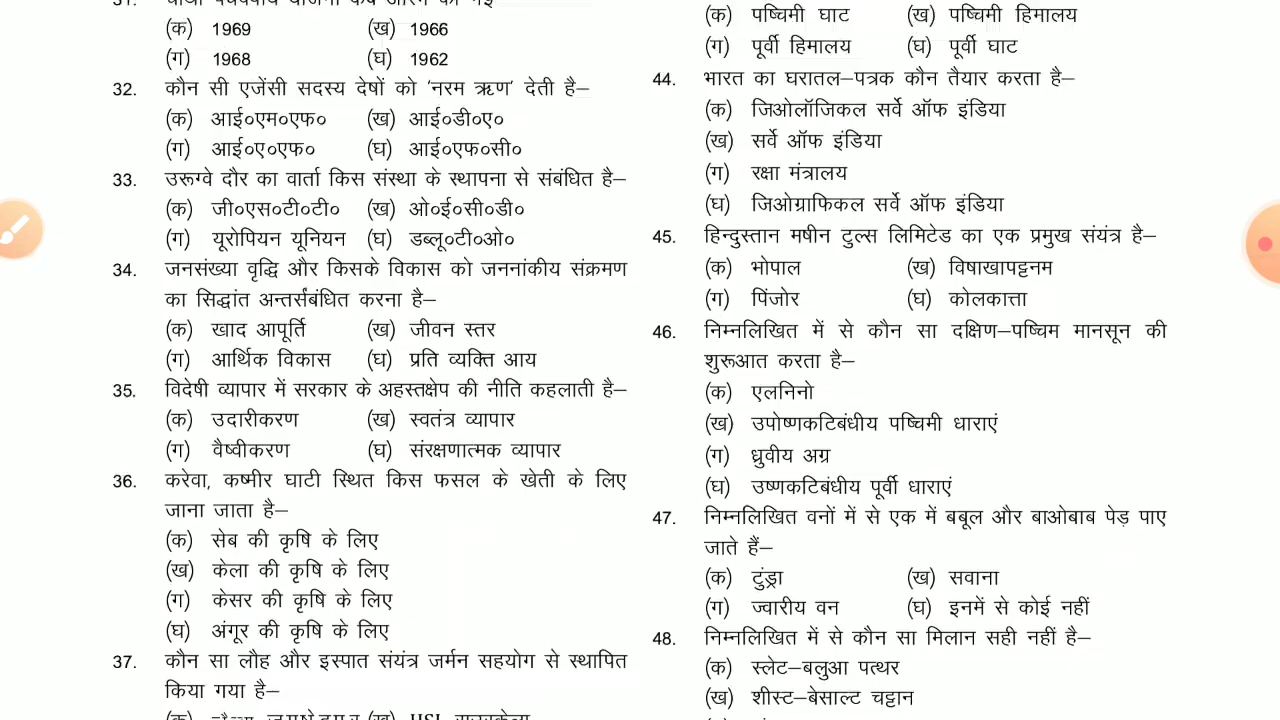 31.
(क) 1969 (ख) 1966
(ग) 1968 (घ) 1962
32. कौन सी एजेंसी सदस्य देषों को 'नरम ऋण' देती है–
(क) आई०एम०एफ० (ख) आई०डी०ए०
(ग) आई०ए०एफ० (घ) आई०एफ०सी०
33. उरूग्वे दौर का वार्ता किस संस्था के स्थापना से संबंधित है–
(क) जी०एस०टी०टी० (ख) ओ०ई०सी०डी०
(ग) यूरोपियन यूनियन (घ) डब्लू०टी०ओ०
34. जनसंख्या वृद्धि और किसके विकास को जननांकीय संक्रमण
का सिद्धांत अन्तर्संबंधित करना है–
(क) खाद आपूर्ति (ख) जीवन स्तर
(ग) आर्थिक विकास (घ) प्रति व्यक्ति आय
35. विदेषी व्यापार में सरकार के अहस्तक्षेप की नीति कहलाती है–
(क) उदारीकरण (ख) स्वतंत्र व्यापार
(ग) वैष्वीकरण (घ) संरक्षणात्मक व्यापार
36. करेवा, कष्मीर घाटी स्थित किस फसल के खेती के लिए
जाना जाता है–
(क) सेब की कृषि के लिए
(ख) केला की कृषि के लिए
(ग) केसर की कृषि के लिए
(घ) अंगूर की कृषि के लिए
37. कौन सा लौह और इस्पात संयंत्र जर्मन सहयोग से स्थापित
किया गया है–
(क) पष्चिमी घाट (ख) पष्चिमी हिमालय
(ग) पूर्वी हिमालय (घ) पूर्वी घाट
44. भारत का घरातल–पत्रक कौन तैयार करता है–
(क) जिओलॉजिकल सर्वे ऑफ इंडिया
(ख) सर्वे ऑफ इंडिया
(ग) रक्षा मंत्रालय
(घ) जिओग्राफिकल सर्वे ऑफ इंडिया
45. हिन्दुस्तान मषीन टुल्स लिमिटेड का एक प्रमुख संयंत्र है–
(क) भोपाल (ख) विषाखापट्टनम
(ग) पिंजोर (घ) कोलकात्ता
46. निम्नलिखित में से कौन सा दक्षिण–पष्चिम मानसून की
शुरूआत करता है–
(क) एलनिनो
(ख) उपोष्णकटिबंधीय पष्चिमी धाराएं
(ग) ध्रुवीय अग्र
(घ) उष्णकटिबंधीय पूर्वी धाराएं
47. निम्नलिखित वनों में से एक में बबूल और बाओबाब पेड़ पाए
जाते हैं–
(क) टुंड्रा (ख) सवाना
(ग) ज्वारीय वन (घ) इनमें से कोई नहीं
48. निम्नलिखित में से कौन सा मिलान सही नहीं है–
(क) स्लेट–बलुआ पत्थर
(ख) शीस्ट–बेसाल्ट चट्टान